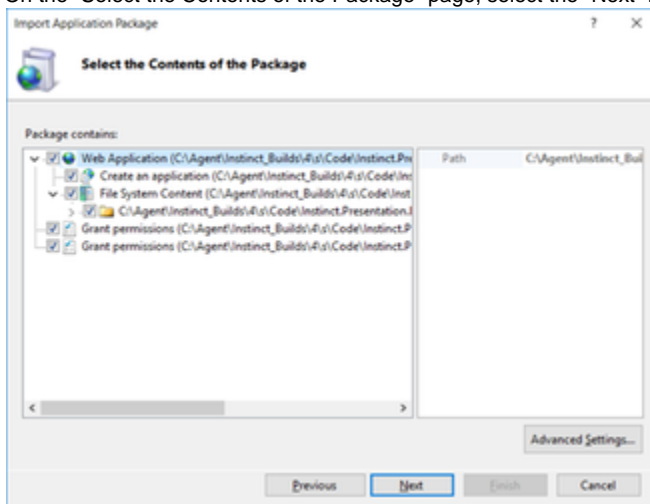 On the "Select the Contents of the Package" page, select the "Next"
Import Application Package
Select the Contents of the Package
Package contains:
Web Application (C:\Agent\Instinct_Builds\4\s\Code\Instinct.Pre
Path C:\Agent\Instinct_Bui
Create an application (C:\Agent\Instinct_Builds\4\s\Code\Ins
File System Content (C:\Agent\Instinct_Builds\4\s\Code\Inst
C:\Agent\Instinct_Builds\4\s\Code\Instinct.Presentation.
Grant permissions (C:\Agent\Instinct_Builds\4\s\Code\Instinct.P
Grant permissions (C:\Agent\Instinct_Builds\4\s\Code\Instinct.P
Advanced Settings...
Previous Next Finish Cancel